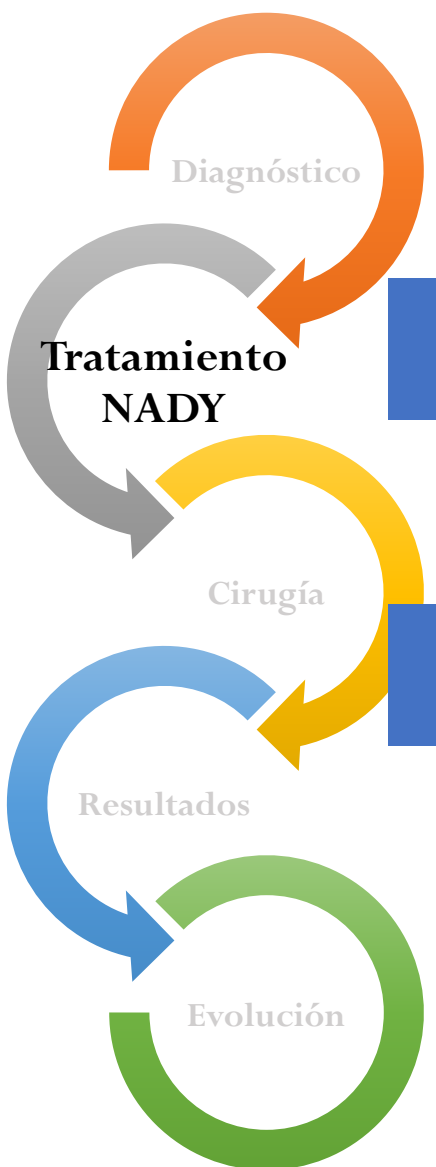 Diagnóstico
Tratamiento
NADY
Cirugía
Resultados
Evolución